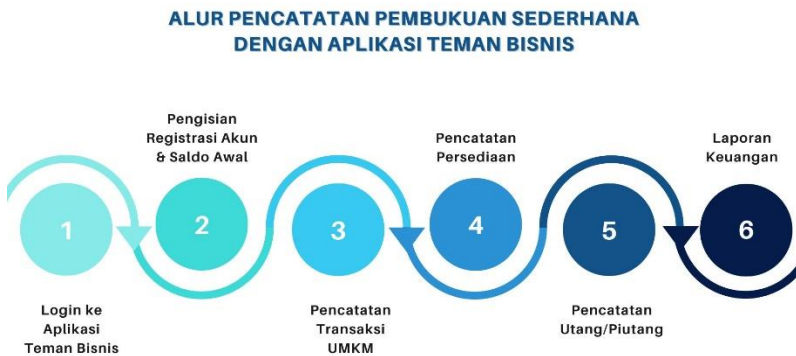 ALUR PENCATATAN PEMBUKUAN SEDERHANA
DENGAN APLIKASI TEMAN BISNIS
1
Login ke
Aplikasi
Teman Bisnis
2
Pengisian
Registrasi Akun
& Saldo Awal
3
Pencatatan
Transaksi
UMKM
4
Pencatatan
Persediaan
5
Pencatatan
Utang/Piutang
6
Laporan
Keuangan